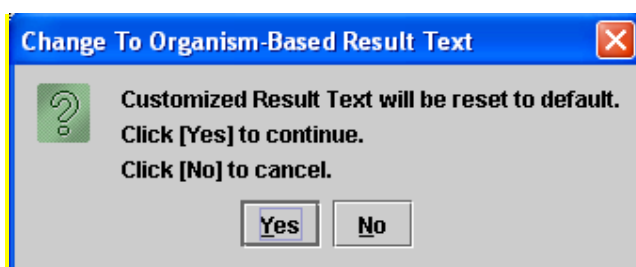 Change To Organism-Based Result Text
Customized Result Text will be reset to default.
Click [Yes] to continue.
Click [No] to cancel.
Yes No